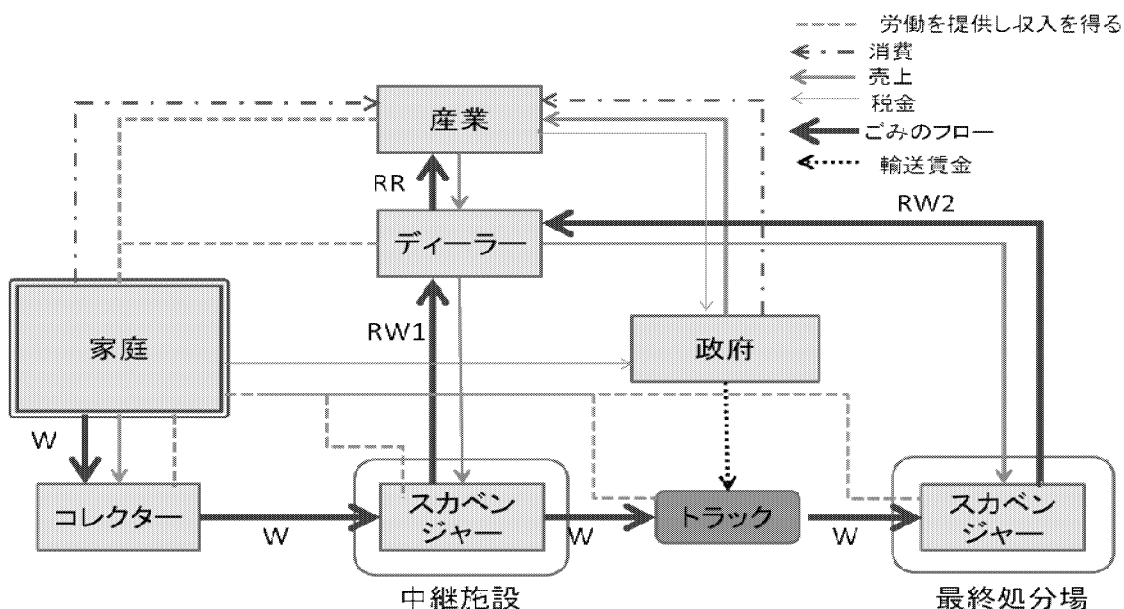 労働を提供し収入を得る
消費
売上
税金
ごみのフロー
輸送賃金
産業
RR
RW2
ディーラー
RW1
家庭
政府
W
コレクター
W
スカベン
ジャー
W
トラック
W
スカベン
ジャー
中継施設
最終処分場